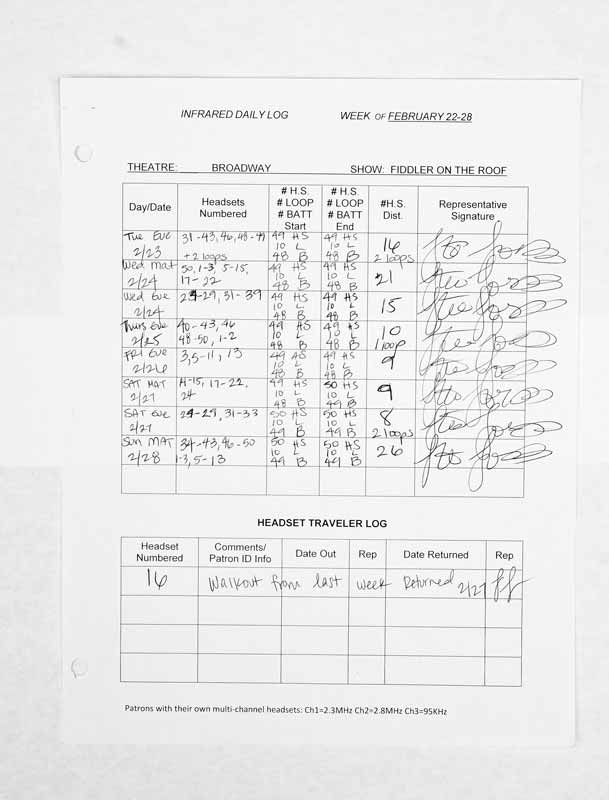 INFRARED DAILY LOG WEEK OF FEBRUARY 22-28
THEATRE: BROADWAY SHOW: FIDDLER ON THE ROOF
Day/Date Headsets Numbered # H.S. # LOOP # BATT Start # H.S. # LOOP # BATT End #H.S. Dist. Representative Signature
Tue Eve 2/23 31-43, 46, 48-49 + 2 loops 49 HS 10 L 48 B 49 HS 10 L 48 B 16 2 loops
Wed Mat 2/24 50, 1-3, 5-15, 17-22 49 HS 10 L 48 B 49 HS 10 L 48 B 21
Wed Eve 2/24 24-29, 31-39 49 HS 10 L 48 B 49 HS 10 L 48 B 15
Thurs Eve 2/25 40-43, 46 48-50, 1-2 49 HS 10 L 48 B 49 HS 10 L 48 B 10 1 loop
FRI Eve 2/26 3, 5-11, 13 49 HS 10 L 48 B 49 HS 10 L 48 B 9
SAT MAT 2/27 14-15, 17-22, 24 49 HS 10 L 48 B 50 HS 10 L 49 B 9
SAT Eve 2/27 24-29, 31-33 50 HS 10 L 49 B 50 HS 10 L 49 B 8 2 loops
Sun MAT 2/28 34-43, 46-50 1-3, 5-13 50 HS 10 L 49 B 50 HS 10 L 49 B 26
HEADSET TRAVELER LOG
Headset Numbered Comments/ Patron ID Info Date Out Rep Date Returned Rep
16 Walkout from last week Returned 2/27 ff
Patrons with their own multi-channel headsets: Ch1=2.3MHz Ch2=2.8MHz Ch3=95KHz